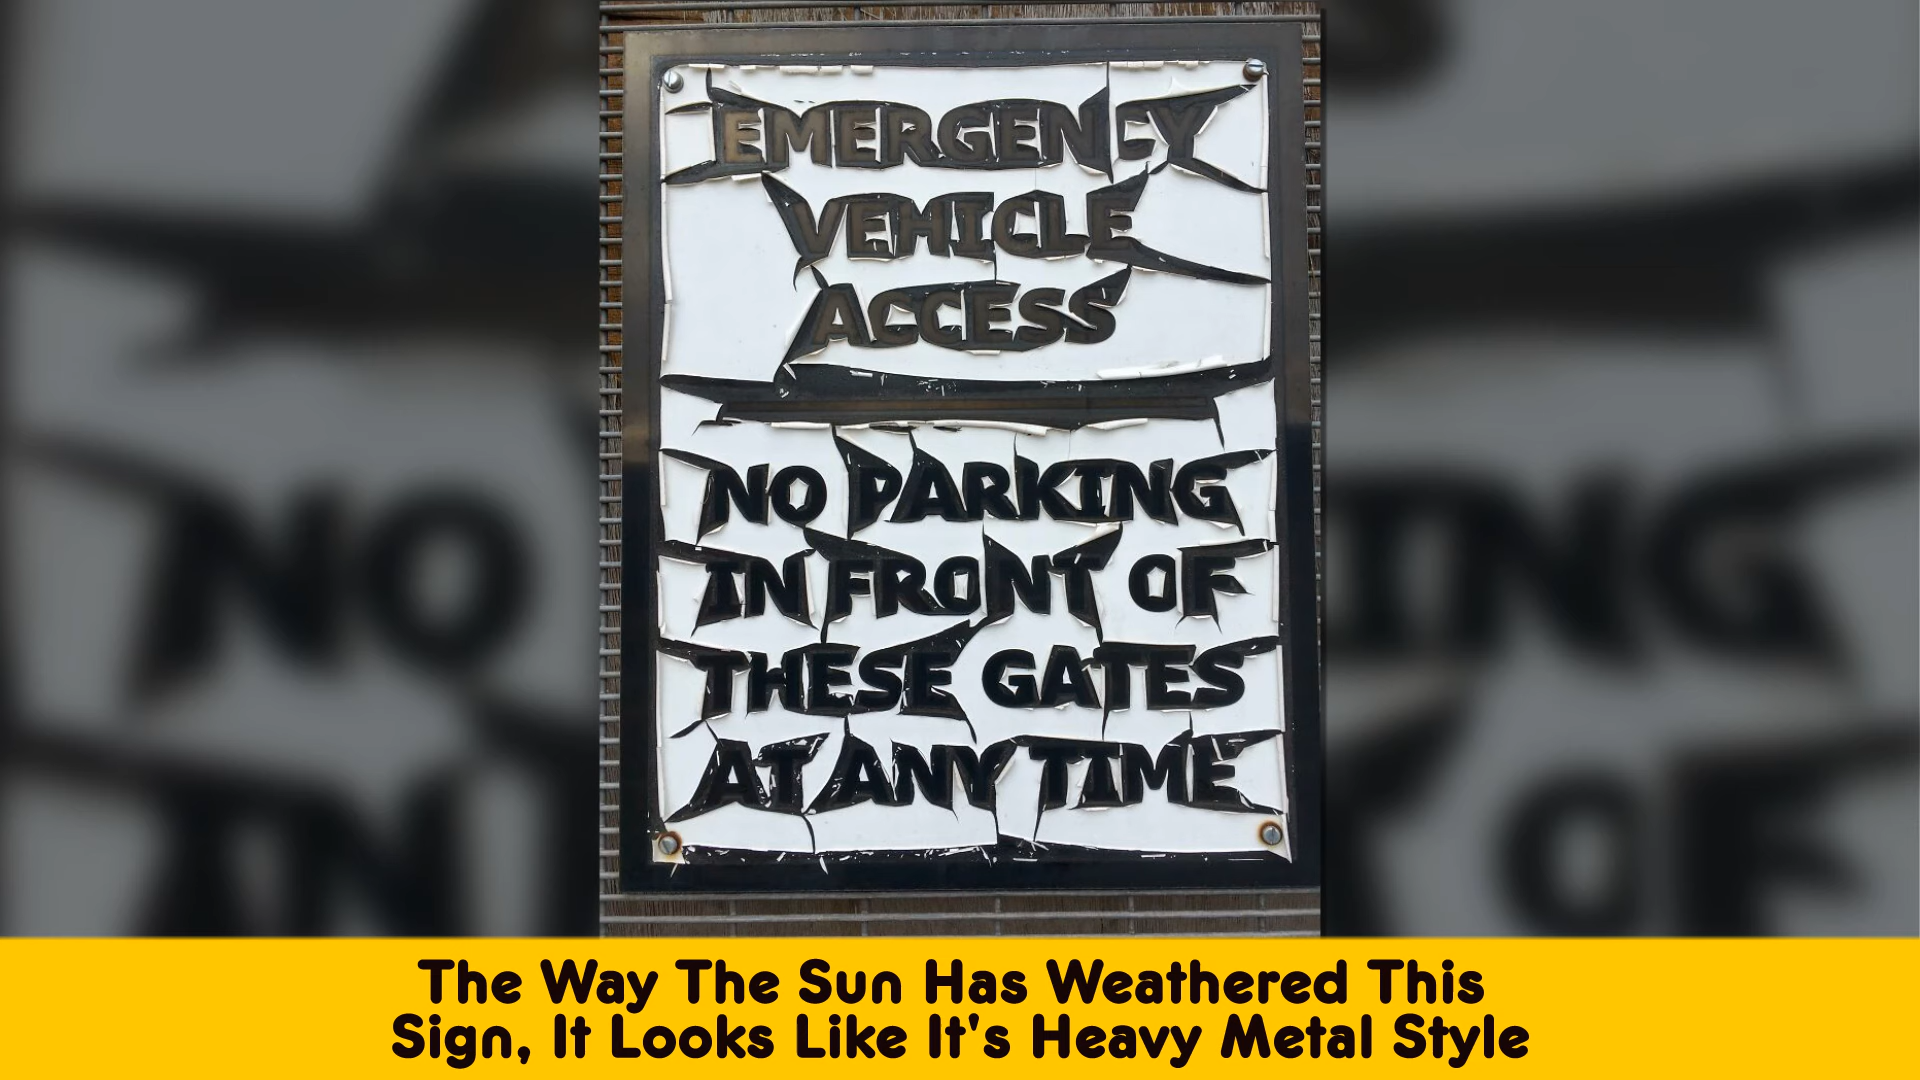 EMERGENCY
VEHICLE
ACCESS
NO PARKING
IN FRONT OF
THESE GATES
AT ANY TIME
The Way The Sun Has Weathered This
Sign, It Looks Like It's Heavy Metal Style